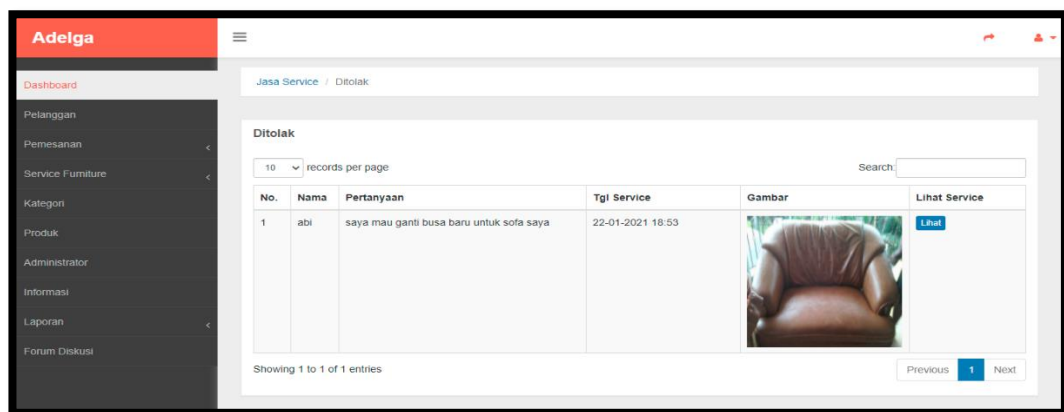 Adelga
Dashboard
Pelanggan
Pemesanan
Service Furniture
Kategori
Produk
Administrator
Informasi
Laporan
Forum Diskusi
Jasa Service / Ditolak
Ditolak
10 records per page
Search:
No. Nama Pertanyaan Tgl Service Gambar Lihat Service
1 abi saya mau ganti busa baru untuk sofa saya 22-01-2021 18:53 Lihat
Showing 1 to 1 of 1 entries
Previous 1 Next